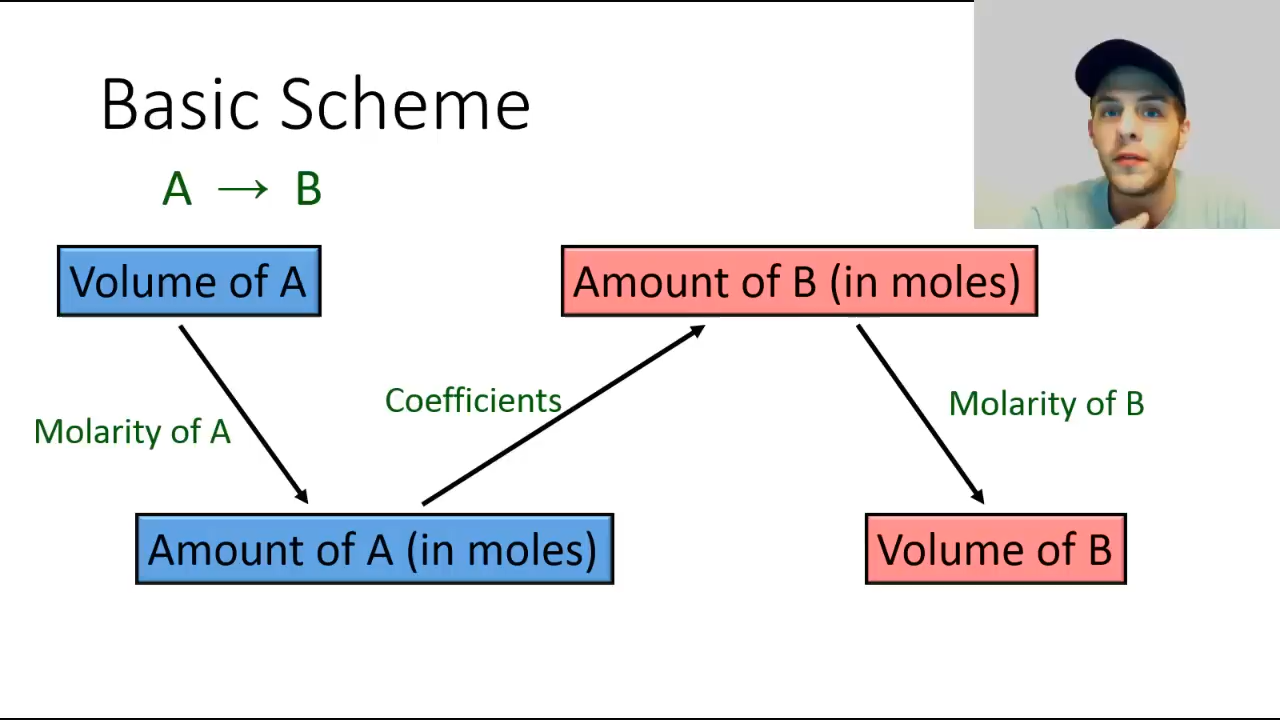 Basic Scheme
A → B
Volume of A
Amount of B (in moles)
Coefficients
Molarity of B
Molarity of A
Amount of A (in moles)
Volume of B